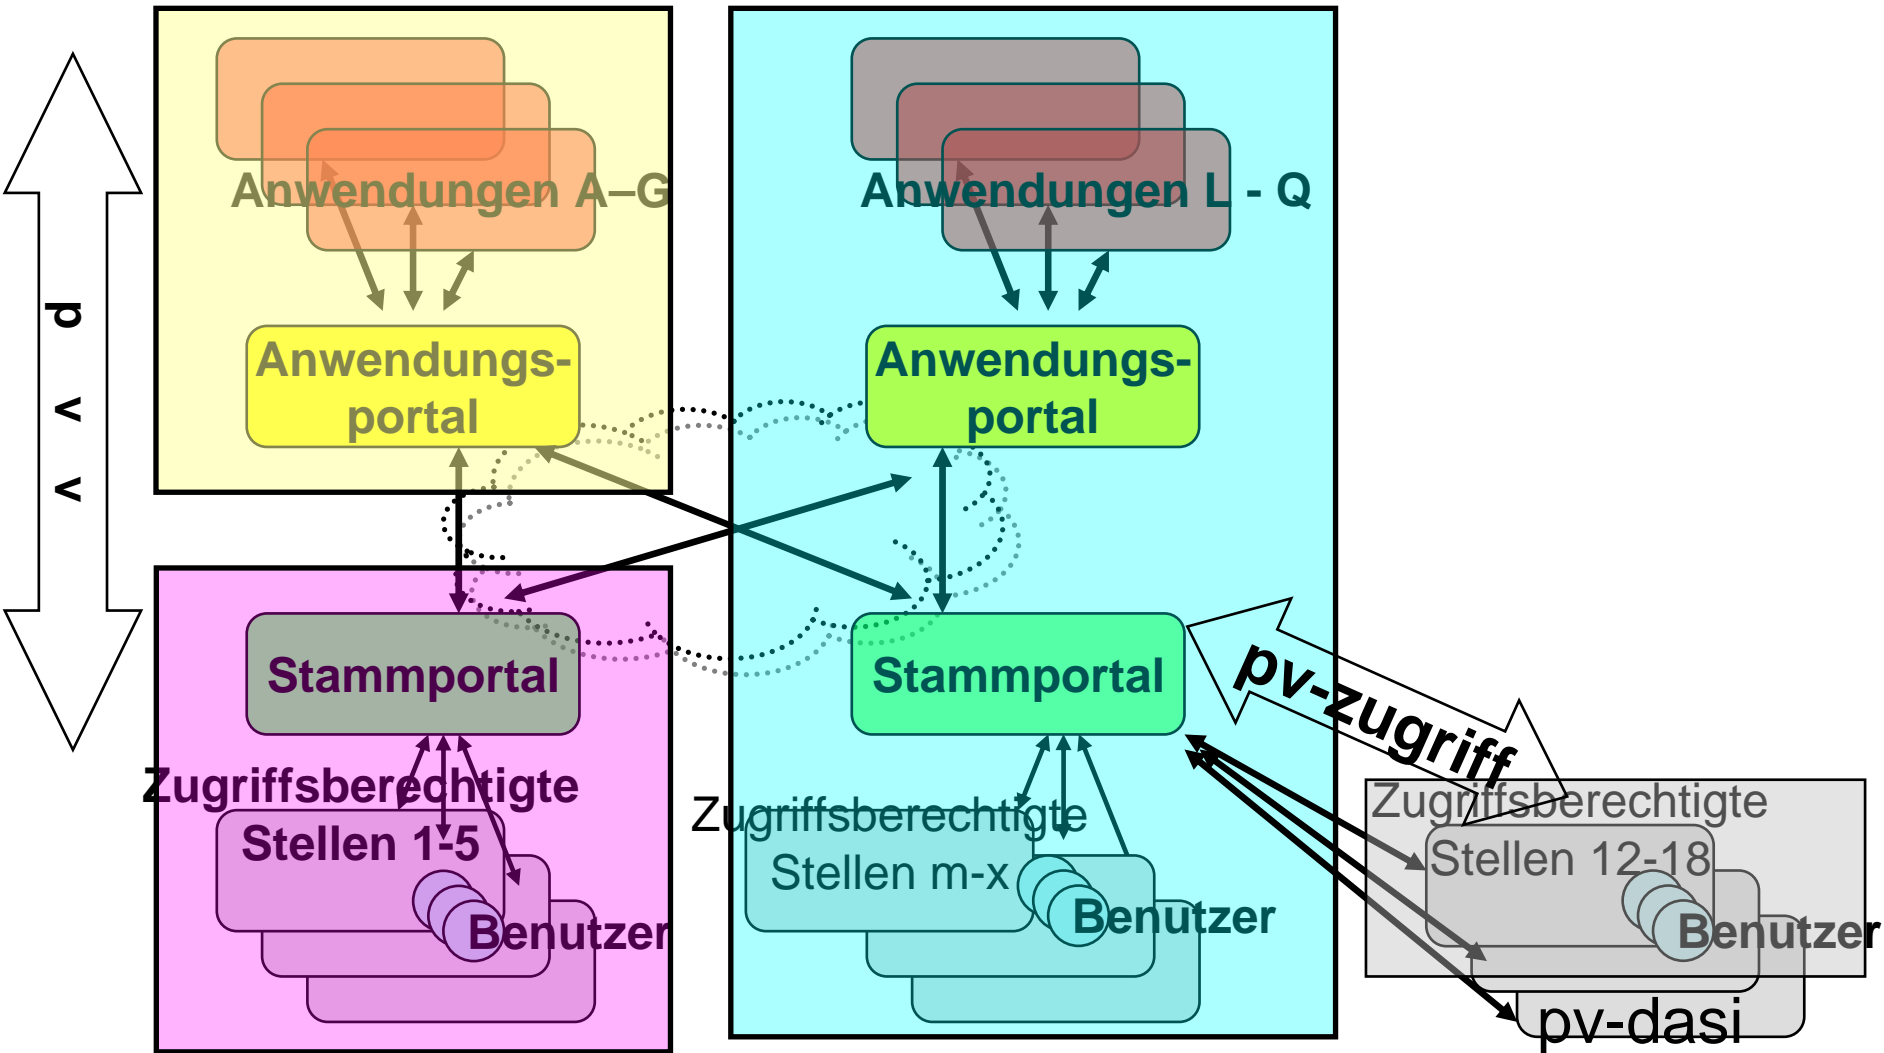 Anwendungen A–G
Anwendungen L - Q
p v v
Anwendungs-
portal
Anwendungs-
portal
Stammportal
Stammportal
pv-zugriff
Zugriffsberechtigte
Stellen 1-5
Benutzer
Zugriffsberechtigte
Stellen m-x
Benutzer
Zugriffsberechtigte
Stellen 12-18
Benutzer
pv-dasi